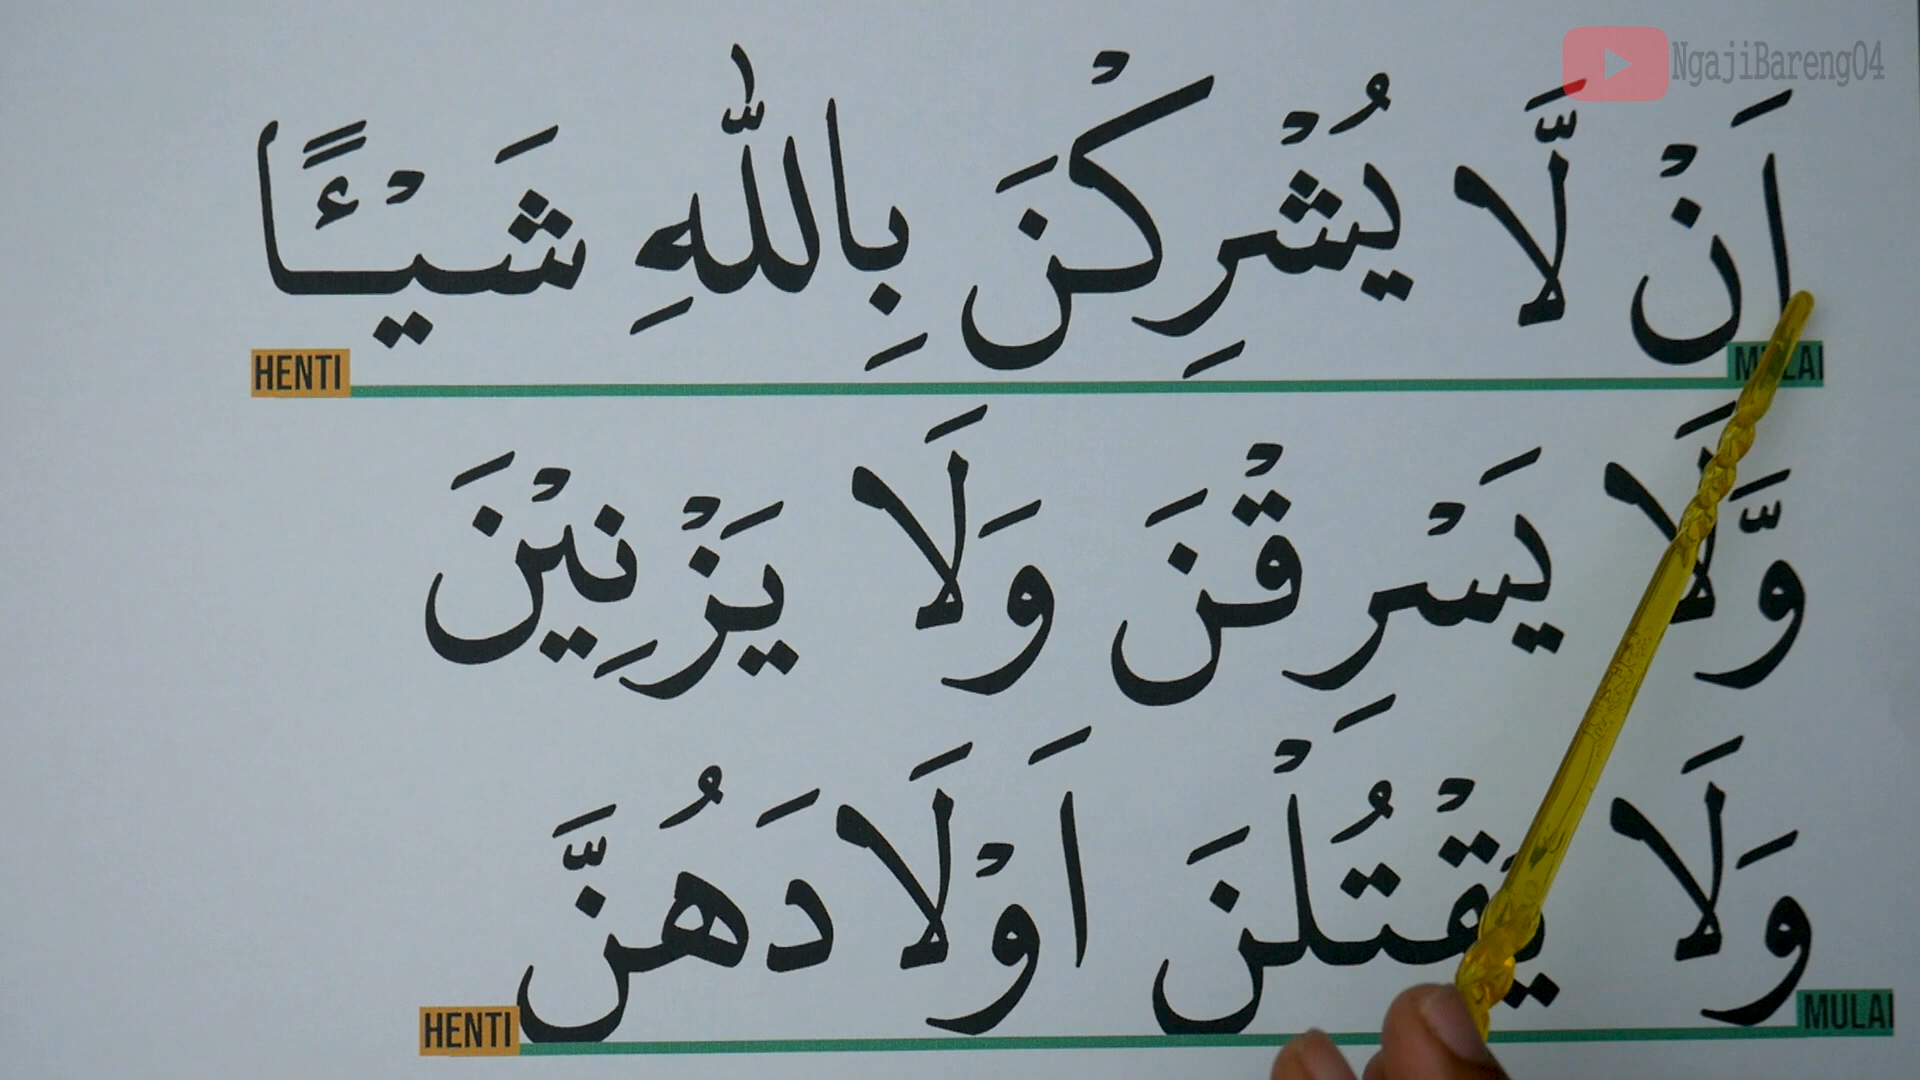 NgajiBareng04
اَنْ لَّا يُشْرِكْنَ بِاللّٰهِ شَيْـًٔا
HENTI MULAI
وَّلَا يَسْرِقْنَ وَلَا يَزْنِيْنَ
وَلَا يَقْتُلْنَ اَوْلَادَهُنَّ
HENTI MULAI